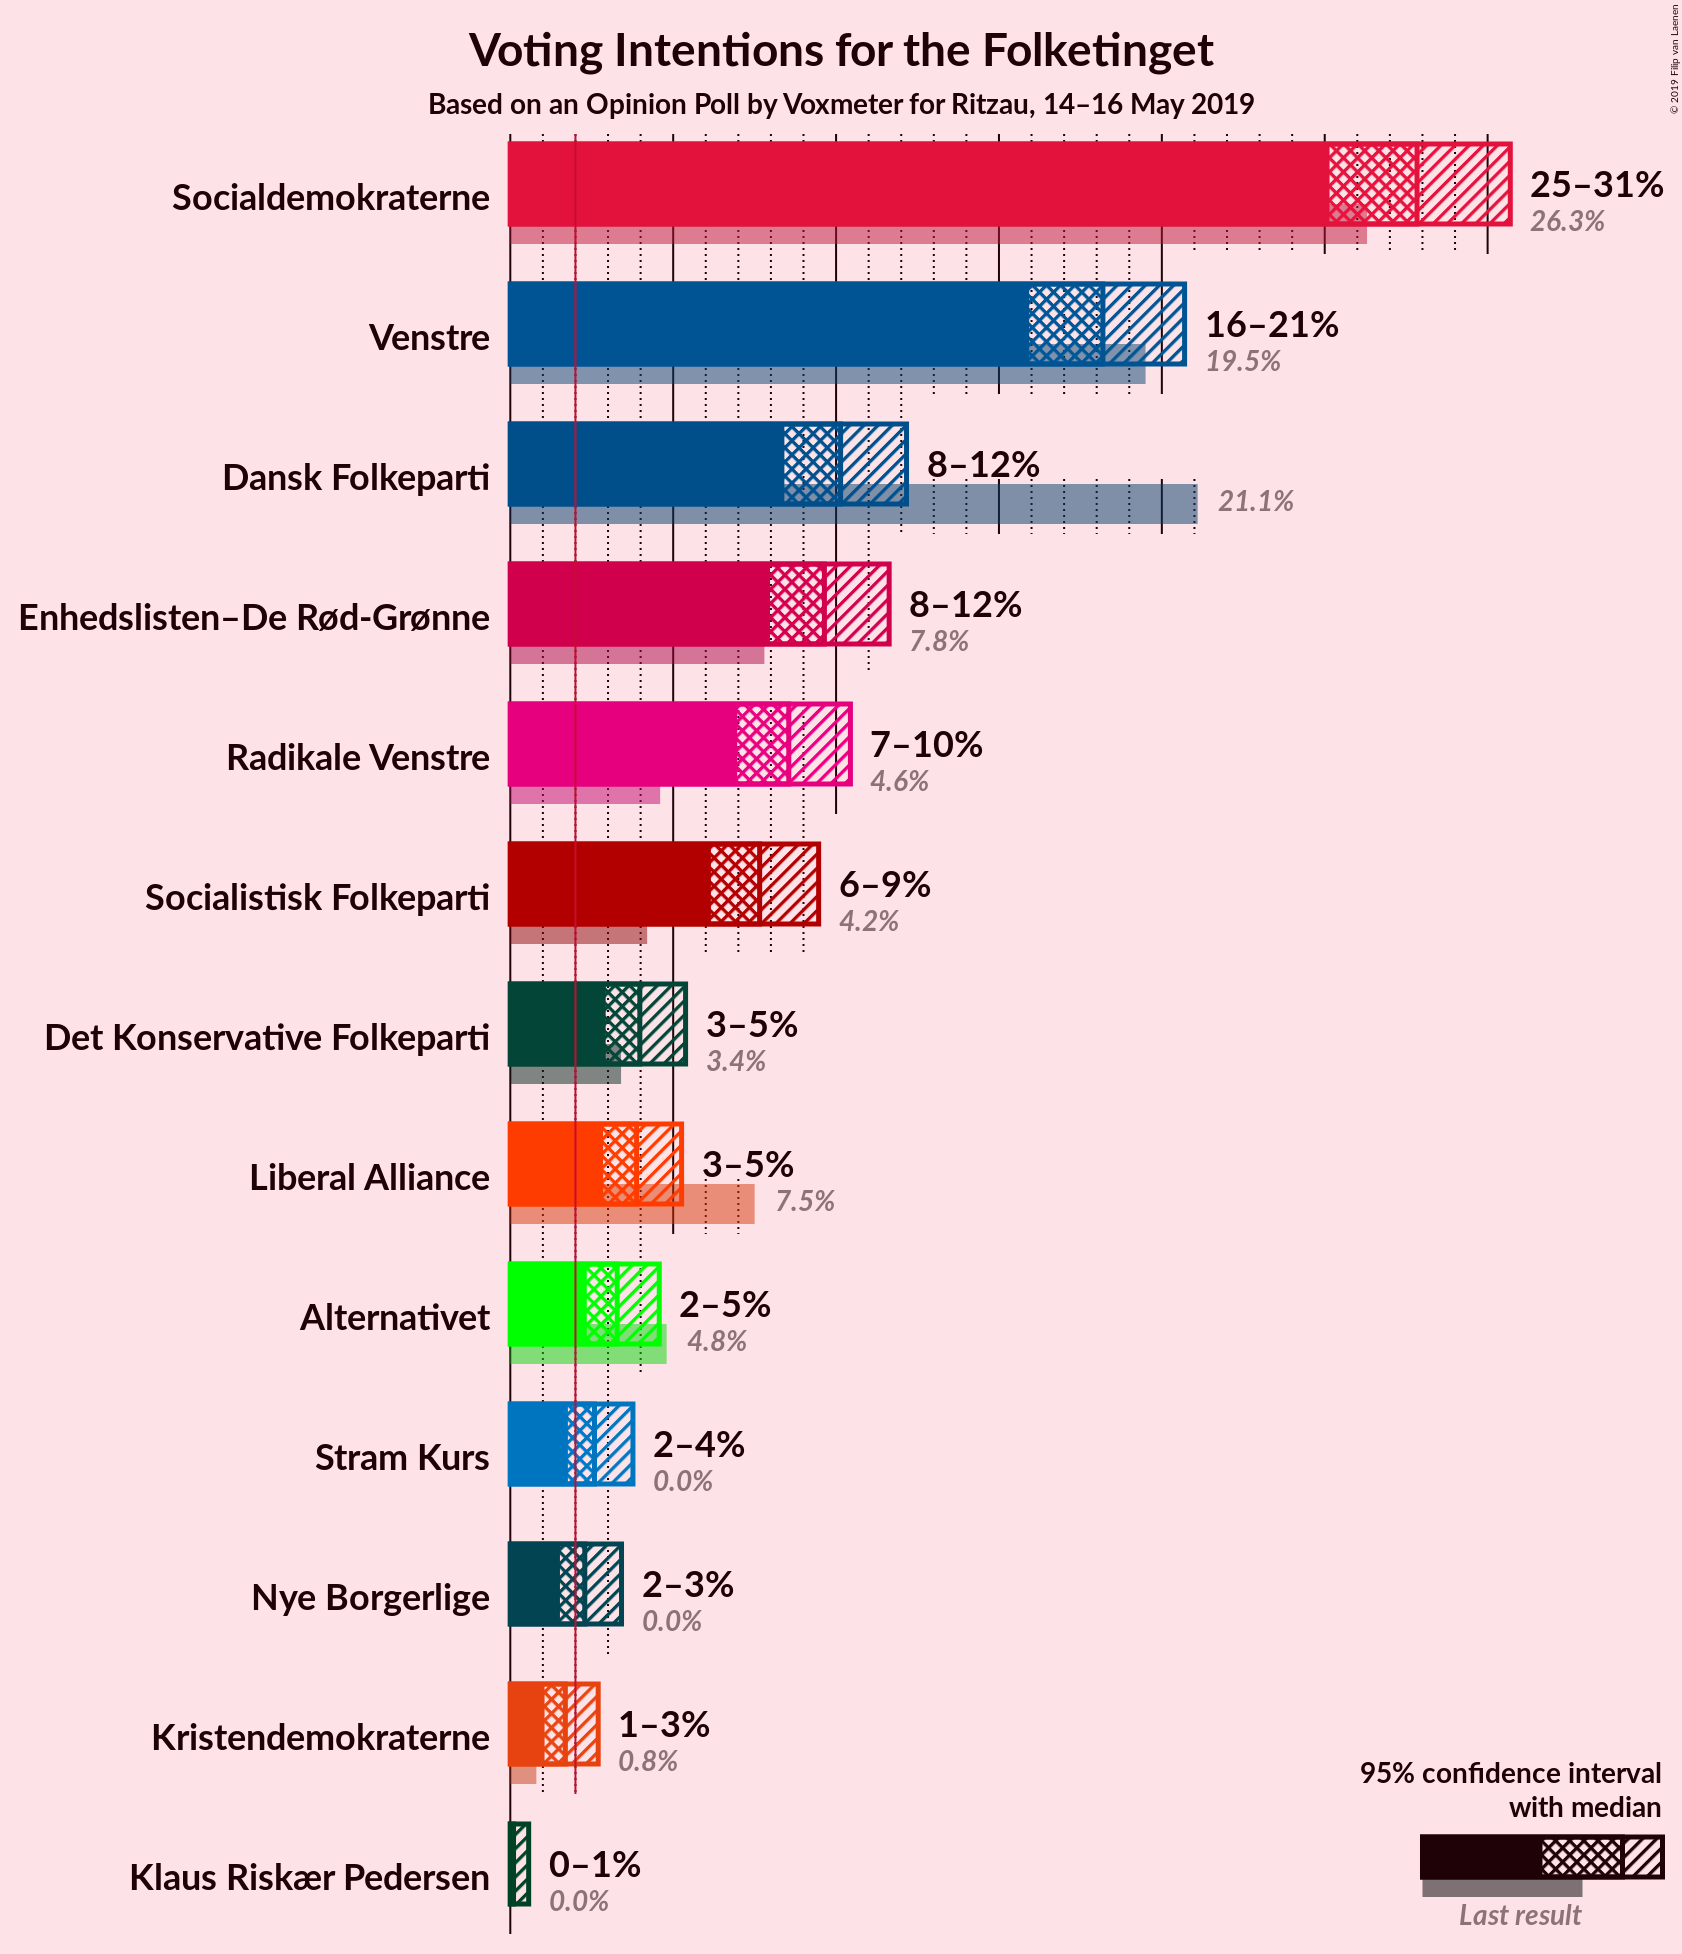 Voting Intentions for the Folketinget
Based on an Opinion Poll by Voxmeter for Ritzau, 14–16 May 2019
© 2019 Filip van Laenen
Socialdemokraterne
25–31%
26.3%
Venstre
16–21%
19.5%
Dansk Folkeparti
8–12%
21.1%
Enhedslisten–De Rød-Grønne
8–12%
7.8%
Radikale Venstre
7–10%
4.6%
Socialistisk Folkeparti
6–9%
4.2%
Det Konservative Folkeparti
3–5%
3.4%
Liberal Alliance
3–5%
7.5%
Alternativet
2–5%
4.8%
Stram Kurs
2–4%
0.0%
Nye Borgerlige
2–3%
0.0%
Kristendemokraterne
1–3%
0.8%
Klaus Riskær Pedersen
0–1%
0.0%
95% confidence interval
with median
Last result